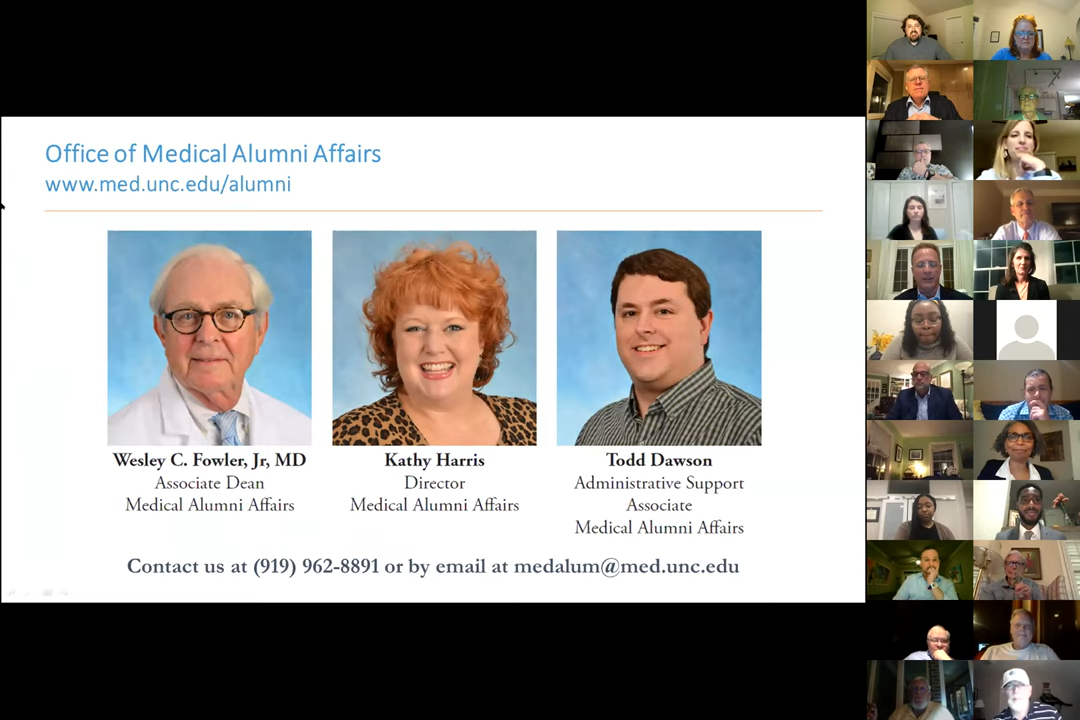 Office of Medical Alumni Affairs
www.med.unc.edu/alumni
Wesley C. Fowler, Jr, MD
Associate Dean
Medical Alumni Affairs
Kathy Harris
Director
Medical Alumni Affairs
Todd Dawson
Administrative Support
Associate
Medical Alumni Affairs
Contact us at (919) 962-8891 or by email at medalum@med.unc.edu